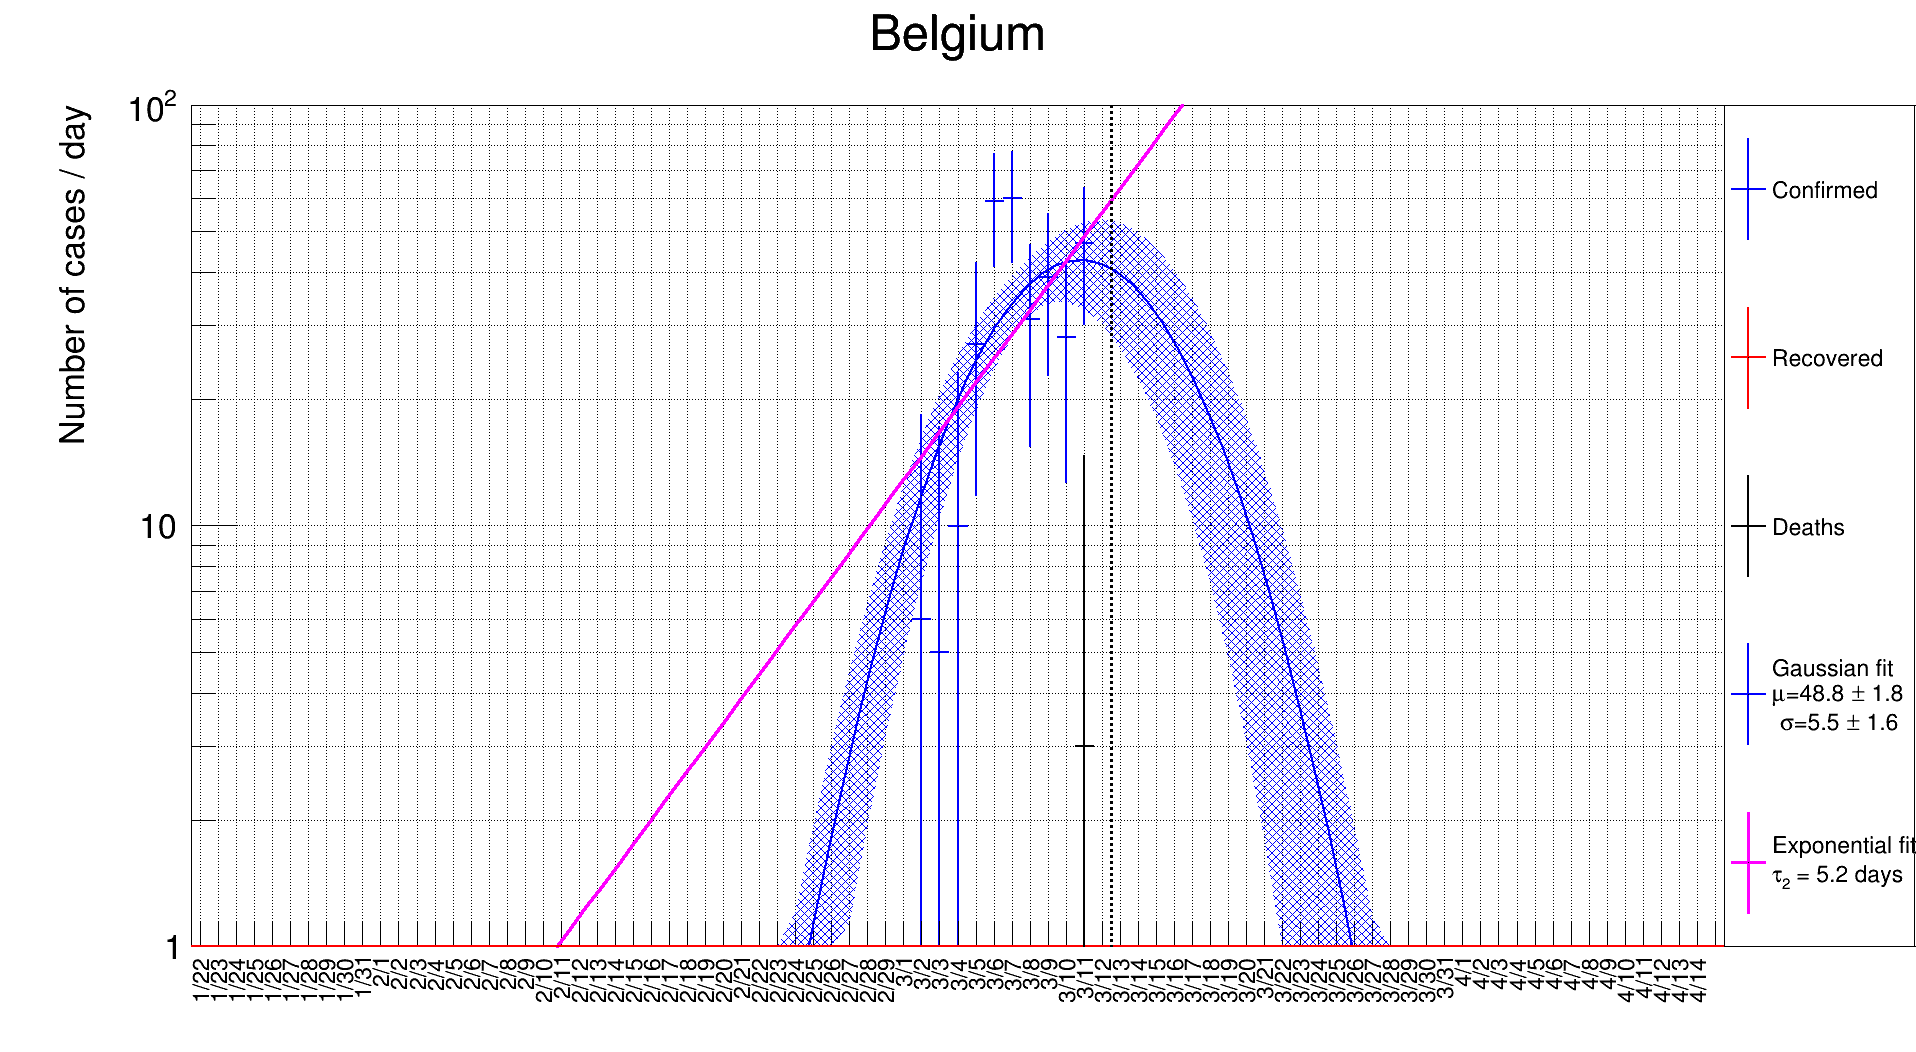 Belgium
Number of cases / day
10²
10
1
1/22 1/23 1/24 1/25 1/26 1/27 1/28 1/29 1/30 1/31 2/1 2/2 2/3 2/4 2/5 2/6 2/7 2/8 2/9 2/10 2/11 2/12 2/13 2/14 2/15 2/16 2/17 2/18 2/19 2/20 2/21 2/22 2/23 2/24 2/25 2/26 2/27 2/28 2/29 3/1 3/2 3/3 3/4 3/5 3/6 3/7 3/8 3/9 3/10 3/11 3/12 3/13 3/14 3/15 3/16 3/17 3/18 3/19 3/20 3/21 3/22 3/23 3/24 3/25 3/26 3/27 3/28 3/29 3/30 3/31 4/1 4/2 4/3 4/4 4/5 4/6 4/7 4/8 4/9 4/10 4/11 4/12 4/13 4/14
Confirmed
Recovered
Deaths
Gaussian fit
μ=48.8 ± 1.8
σ=5.5 ± 1.6
Exponential fit
τ₂ = 5.2 days